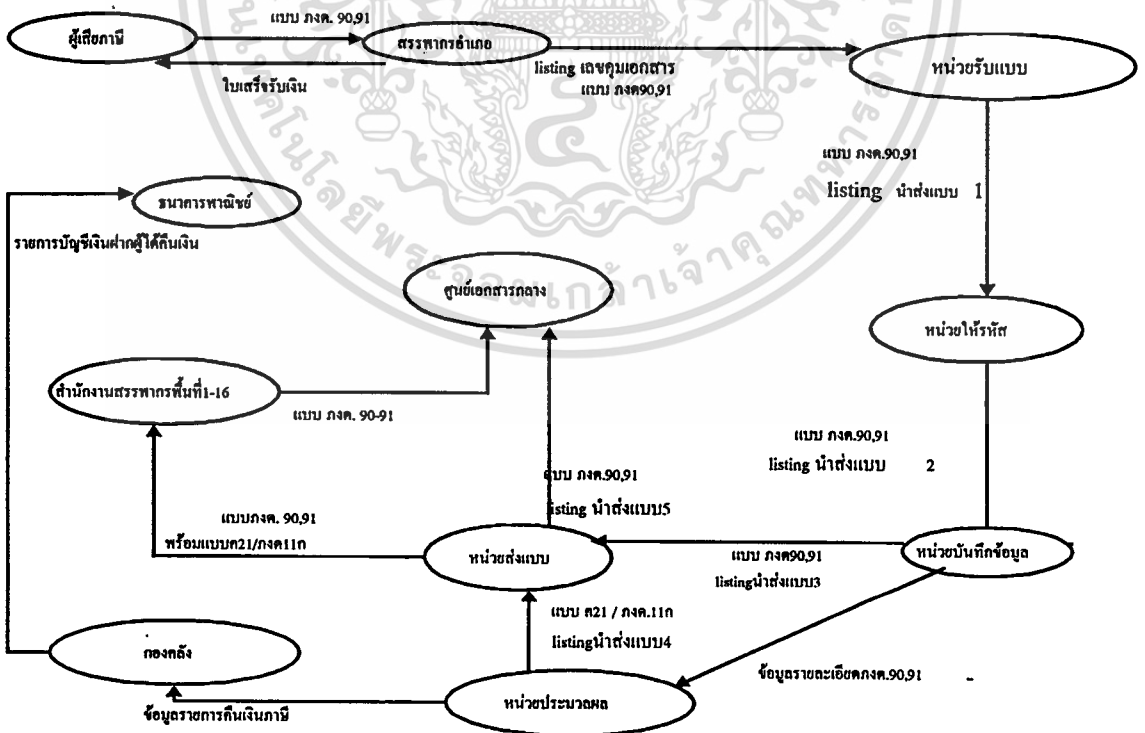 แบบ ภงด. 90,91
ผู้เสียภาษี
สรรพากรอำเภอ
ใบเสร็จรับเงิน
listing เลขคุมเอกสาร
แบบ ภงด90,91
หน่วยรับแบบ
แบบ ภงด.90,91
listing นำส่งแบบ 1
ธนาคารพาณิชย์
รายการบัญชีเงินฝากผู้ได้คืนเงิน
ศูนย์เอกสารกลาง
หน่วยให้รหัส
สำนักงานสรรพากรพื้นที่1-16
แบบ ภงด. 90-91
แบบ ภงด.90,91
listing นำส่งแบบ 2
แบบ ภงด.90,91
listing นำส่งแบบ5
แบบภงด. 90,91
พร้อมแบบค21/ภงด11ก
หน่วยส่งแบบ
แบบ ภงด90,91
listingนำส่งแบบ3
หน่วยบันทึกข้อมูล
แบบ ค21 / ภงด.11ก
listingนำส่งแบบ4
กองคลัง
ข้อมูลรายละเอียดภงด.90,91
หน่วยประมวลผล
ข้อมูลรายการคืนเงินภาษี